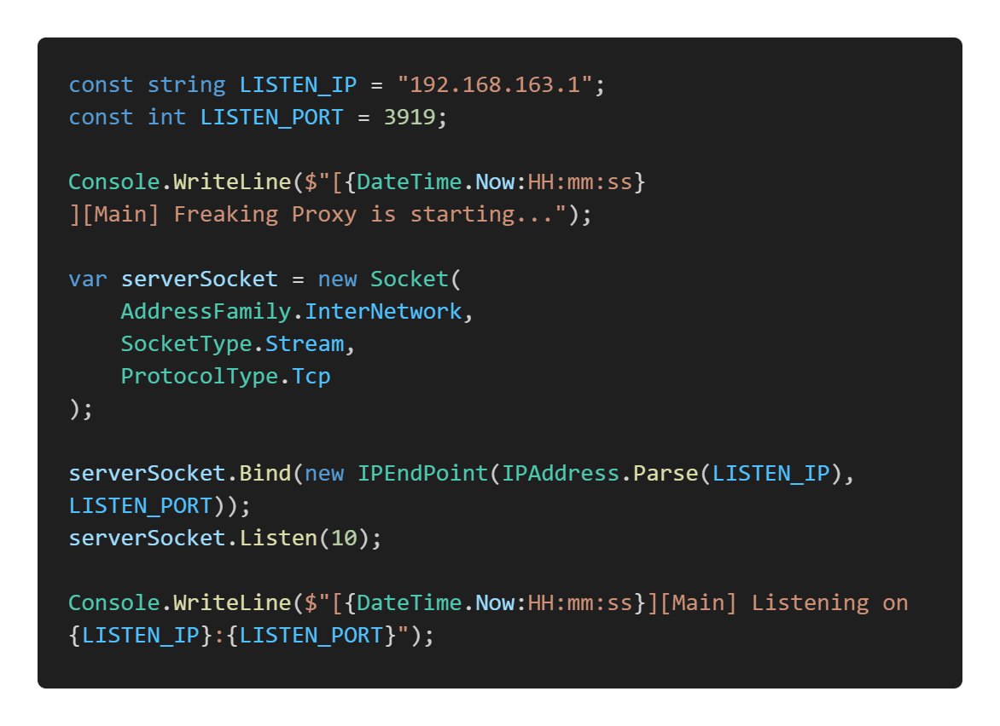 const string LISTEN_IP = "192.168.163.1";
const int LISTEN_PORT = 3919;

Console.WriteLine($"[{DateTime.Now:HH:mm:ss}
][Main] Freaking Proxy is starting...");

var serverSocket = new Socket(
    AddressFamily.InterNetwork,
    SocketType.Stream,
    ProtocolType.Tcp
);

serverSocket.Bind(new IPEndPoint(IPAddress.Parse(LISTEN_IP),
LISTEN_PORT));
serverSocket.Listen(10);

Console.WriteLine($"[{DateTime.Now:HH:mm:ss}][Main] Listening on
{LISTEN_IP}:{LISTEN_PORT}");